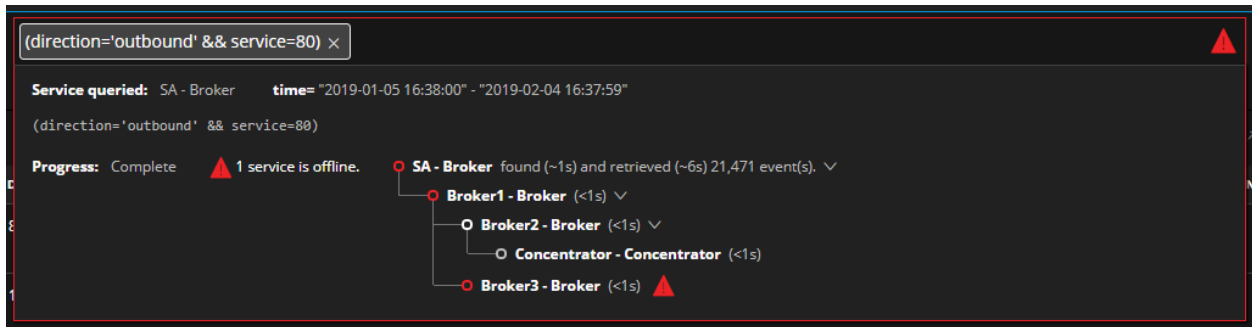 (direction='outbound' && service=80) ×
Service queried: SA - Broker time= "2019-01-05 16:38:00" - "2019-02-04 16:37:59"
(direction='outbound' && service=80)
Progress: Complete 1 service is offline. SA - Broker found (~1s) and retrieved (~6s) 21,471 event(s).
Broker1 - Broker (<1s)
Broker2 - Broker (<1s)
Concentrator - Concentrator (<1s)
Broker3 - Broker (<1s)